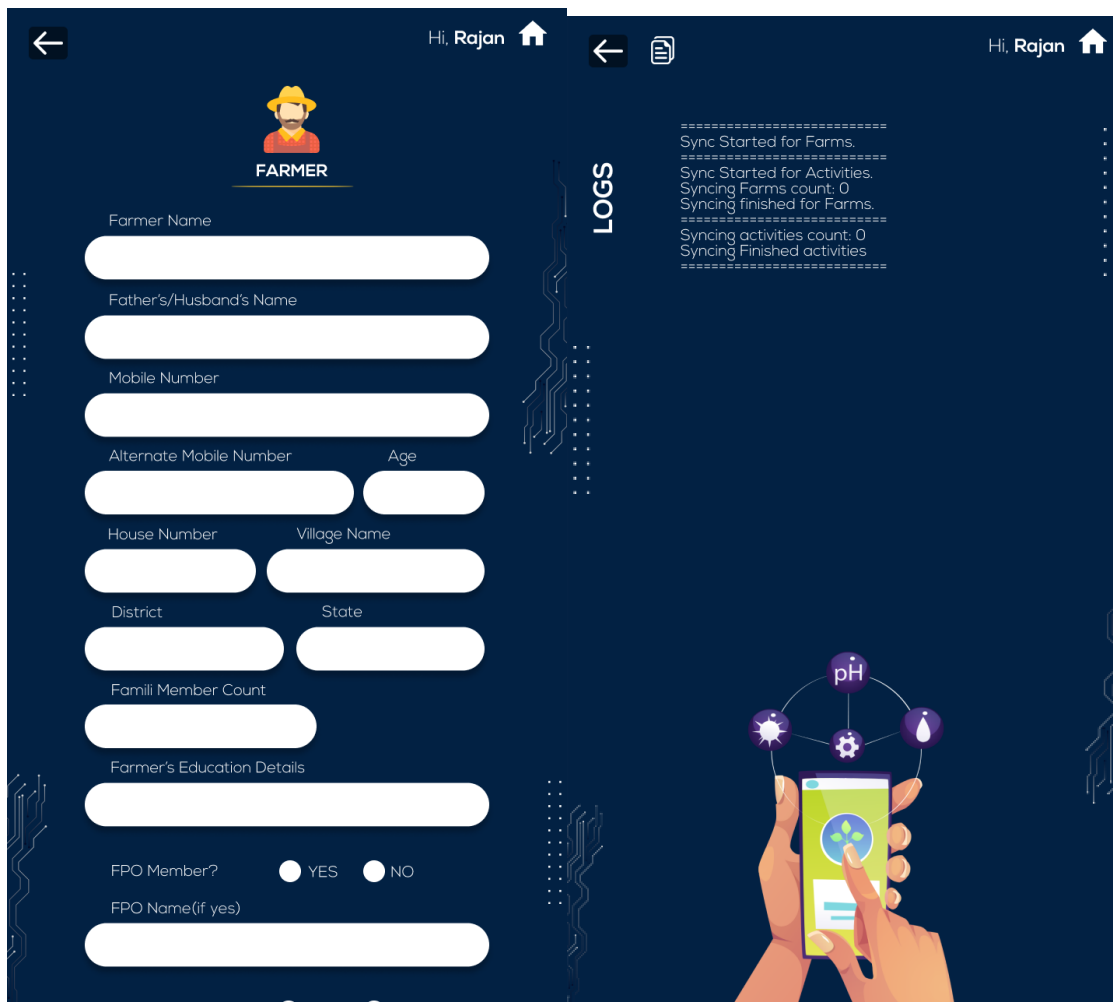 Hi, Rajan
FARMER
Farmer Name
Father's/Husband's Name
Mobile Number
Alternate Mobile Number Age
House Number Village Name
District State
Famili Member Count
Farmer's Education Details
FPO Member? YES NO
FPO Name(if yes)
Hi, Rajan
LOGS
===========================
Sync Started for Farms.
===========================
Sync Started for Activities.
Syncing Farms count: 0
Syncing finished for Farms.
===========================
Syncing activities count: 0
Syncing Finished activities
===========================
pH